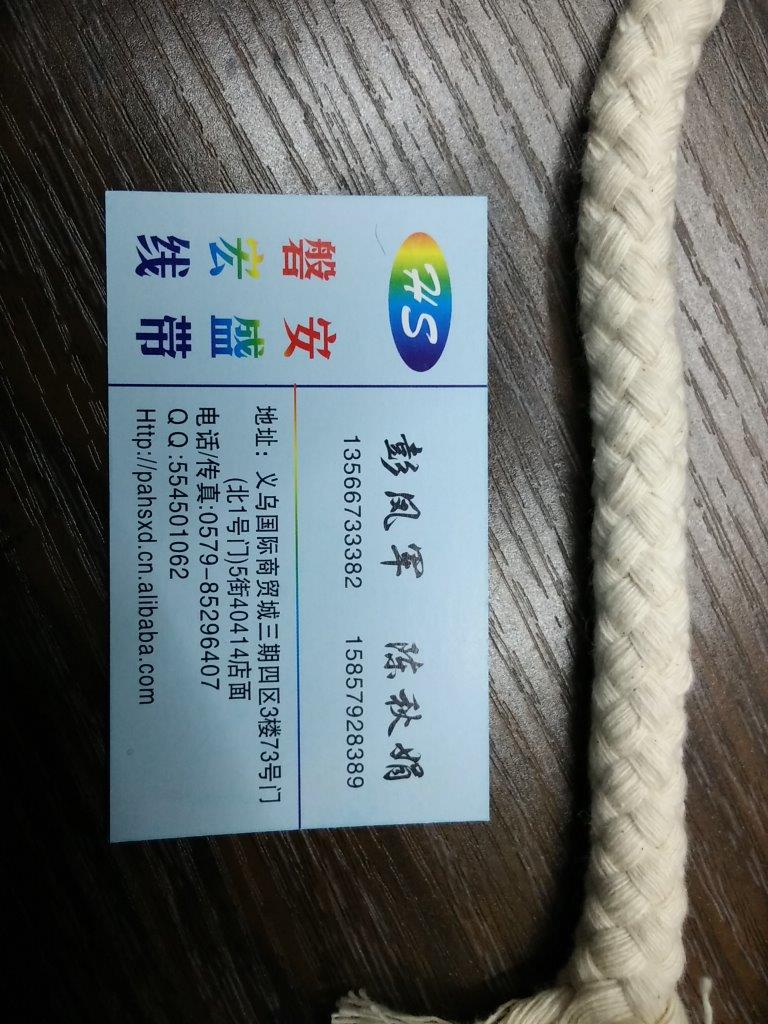 HS
磐安
宏盛
线带
彭凤军 陈秋娟
13566733382 15857928389
地址：义乌国际商贸城三期四区3楼73号门
(北1号门)5街40414店面
电话/传真:0579-85296407
QQ:554501062
Http://pahsxd.cn.alibaba.com